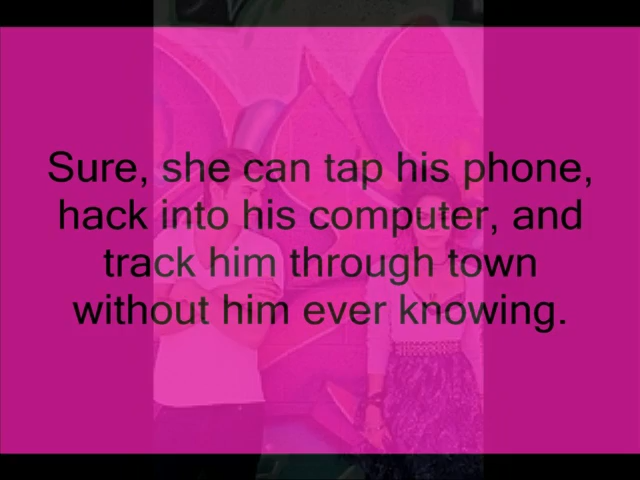 Sure, she can tap his phone,
hack into his computer, and
track him through town
without him ever knowing.